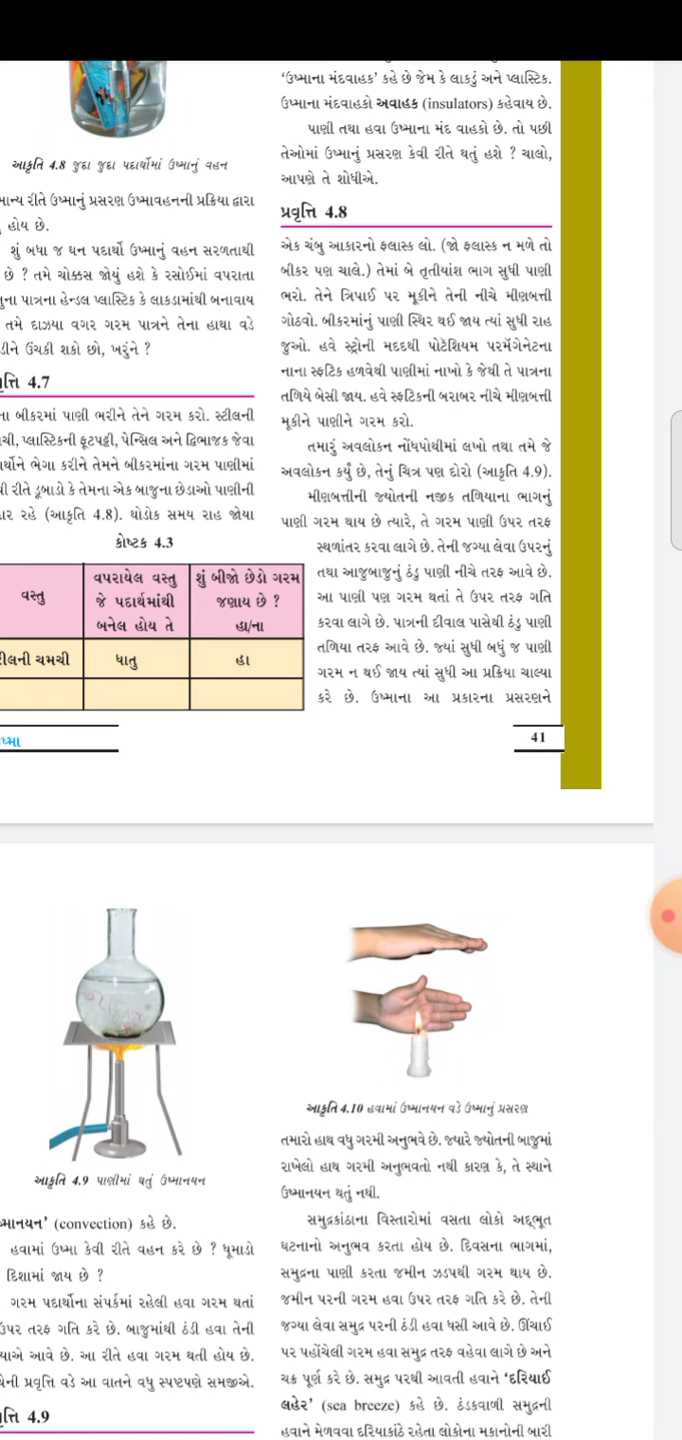 આકૃતિ 4.8 જુદા જુદા પદાર્થોમાં ઉષ્માનું વહન
રીતે ઉષ્માનું પ્રસરણ ઉષ્માવહનની પ્રક્રિયા દ્વારા
હોય છે.
શું બધા જ ઘન પદાર્થો ઉષ્માનું વહન સરળતાથી
છે ? તમે ચોક્કસ જોયું હશે કે રસોઈમાં વપરાતા
પાત્રના હેન્ડલ પ્લાસ્ટિક કે લાકડામાંથી બનાવાય
તમે દાઝયા વગર ગરમ પાત્રને તેના હાથા વડે
ઉંચકી શકો છો, ખરુંને ?
4.7
બીકરમાં પાણી ભરીને તેને ગરમ કરો. સ્ટીલની
પ્લાસ્ટિકની ફૂટપટ્ટી, પેન્સિલ અને દ્વિભાજક જેવા
ભેગા કરીને તેમને બીકરમાંના ગરમ પાણીમાં
રીતે ડૂબાડો કે તેમના એક બાજુના છેડાઓ પાણીની
રહે (આકૃતિ 4.8). થોડોક સમય રાહ જોયા
કોષ્ટક 4.3
વસ્તુ
વપરાયેલ વસ્તુ
જે પદાર્થમાંથી
બનેલ હોય તે
શું બીજો છેડો ગરમ
જણાય છે ?
હા/ના
ચમચી
ધાતુ
હા
'ઉષ્માના મંદવાહક' કહે છે જેમ કે લાકડું અને પ્લાસ્ટિક.
ઉષ્માના મંદવાહકો અવાહક (insulators) કહેવાય છે.
પાણી તથા હવા ઉષ્માના મંદ વાહકો છે. તો પછી
તેઓમાં ઉષ્માનું પ્રસરણ કેવી રીતે થતું હશે ? ચાલો,
આપણે તે શોધીએ.
પ્રવૃત્તિ 4.8
એક ચંબુ આકારનો ફ્લાસ્ક લો. (જો ફ્લાસ્ક ન મળે તો
બીકર પણ ચાલે.) તેમાં બે તૃતીયાંશ ભાગ સુધી પાણી
ભરો. તેને ત્રિપાઈ પર મૂકીને તેની નીચે મીણબત્તી
ગોઠવો. બીકરમાંનું પાણી સ્થિર થઈ જાય ત્યાં સુધી રાહ
જુઓ. હવે સ્ટ્રોની મદદથી પોટેશિયમ પરમેંગેનેટના
નાના સ્ફટિક હળવેથી પાણીમાં નાખો કે જેથી તે પાત્રના
તળિયે બેસી જાય. હવે સ્ફટિકની બરાબર નીચે મીણબત્તી
મૂકીને પાણીને ગરમ કરો.
તમારું અવલોકન નોંધપોથીમાં લખો તથા તમે જે
અવલોકન કર્યું છે, તેનું ચિત્ર પણ દોરો (આકૃતિ 4.9).
મીણબત્તીની જ્યોતની નજીક તળિયાના ભાગનું
પાણી ગરમ થાય છે ત્યારે, તે ગરમ પાણી ઉપર તરફ
સ્થળાંતર કરવા લાગે છે. તેની જગ્યા લેવા ઉપરનું
તથા આજુબાજુનું ઠંડુ પાણી નીચે તરફ આવે છે.
આ પાણી પણ ગરમ થતાં તે ઉપર તરફ ગતિ
કરવા લાગે છે. પાત્રની દીવાલ પાસેથી ઠંડુ પાણી
તળિયા તરફ આવે છે. જ્યાં સુધી બધું જ પાણી
ગરમ ન થઈ જાય ત્યાં સુધી આ પ્રક્રિયા ચાલ્યા
કરે છે. ઉષ્માના આ પ્રકારના પ્રસરણને
41
આકૃતિ 4.9 પાણીમાં થતું ઉષ્માનયન
(convection) કહે છે.
હવામાં ઉષ્મા કેવી રીતે વહન કરે છે ? ધૂમાડો
દિશામાં જાય છે ?
ગરમ પદાર્થોના સંપર્કમાં રહેલી હવા ગરમ થતાં
ઉપર તરફ ગતિ કરે છે. બાજુમાંથી ઠંડી હવા તેની
આવે છે. આ રીતે હવા ગરમ થતી હોય છે.
પ્રવૃત્તિ વડે આ વાતને વધુ સ્પષ્ટપણે સમજીએ.
4.9
આકૃતિ 4.10 હવામાં ઉષ્માનયન વડે ઉષ્માનું પ્રસરણ
તમારો હાથ વધુ ગરમી અનુભવે છે. જ્યારે જ્યોતની બાજુમાં
રાખેલો હાથ ગરમી અનુભવતો નથી કારણ કે, તે સ્થાને
ઉષ્માનયન થતું નથી.
સમુદ્રકાંઠાના વિસ્તારોમાં વસતા લોકો અદ્દભૂત
ઘટનાનો અનુભવ કરતા હોય છે. દિવસના ભાગમાં,
સમુદ્રના પાણી કરતા જમીન ઝડપથી ગરમ થાય છે.
જમીન પરની ગરમ હવા ઉપર તરફ ગતિ કરે છે. તેની
જગ્યા લેવા સમુદ્ર પરની ઠંડી હવા ધસી આવે છે. ઊંચાઈ
પર પહોંચેલી ગરમ હવા સમુદ્ર તરફ વહેવા લાગે છે અને
ચક્ર પૂર્ણ કરે છે. સમુદ્ર પરથી આવતી હવાને 'દરિયાઈ
લહેર' (sea breeze) કહે છે. ઠંડકવાળી સમુદ્રની
હવાને મેળવવા દરિયાકાંઠે રહેતા લોકોના મકાનોની બારી